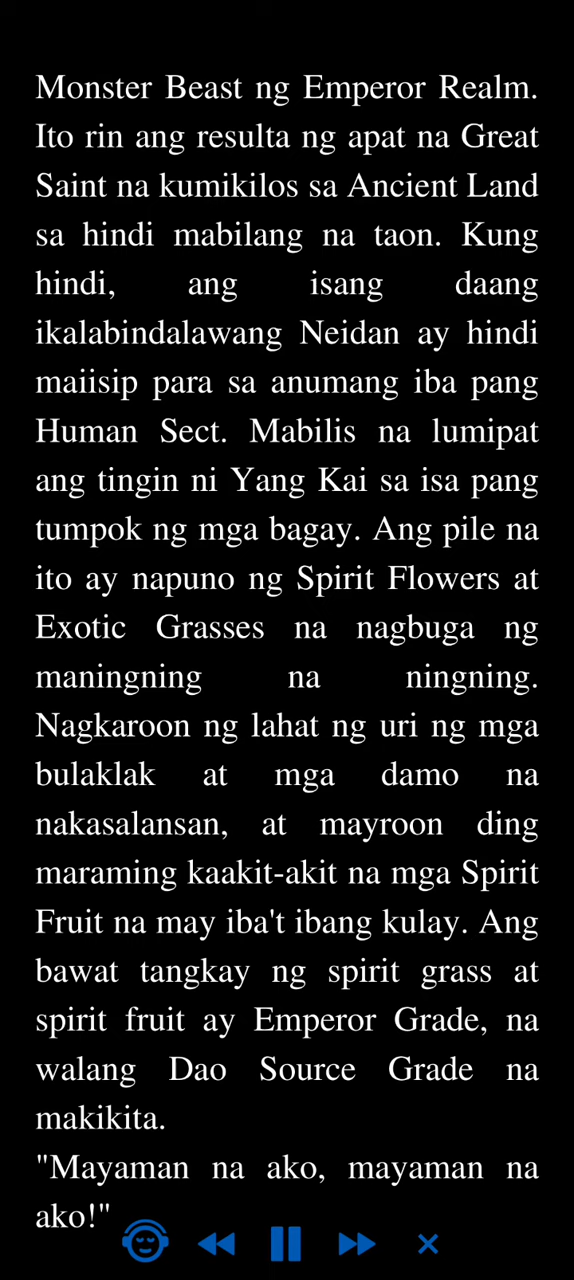 Monster Beast ng Emperor Realm.
Ito rin ang resulta ng apat na Great
Saint na kumikilos sa Ancient Land
sa hindi mabilang na taon. Kung
hindi, ang isang daang
ikalabindalawang Neidan ay hindi
maiisip para sa anumang iba pang
Human Sect. Mabilis na lumipat
ang tingin ni Yang Kai sa isa pang
tumpok ng mga bagay. Ang pile na
ito ay napuno ng Spirit Flowers at
Exotic Grasses na nagbuga ng
maningning na ningning.
Nagkaroon ng lahat ng uri ng mga
bulaklak at mga damo na
nakasalansan, at mayroon ding
maraming kaakit-akit na mga Spirit
Fruit na may iba't ibang kulay. Ang
bawat tangkay ng spirit grass at
spirit fruit ay Emperor Grade, na
walang Dao Source Grade na
makikita.
"Mayaman na ako, mayaman na
ako!"